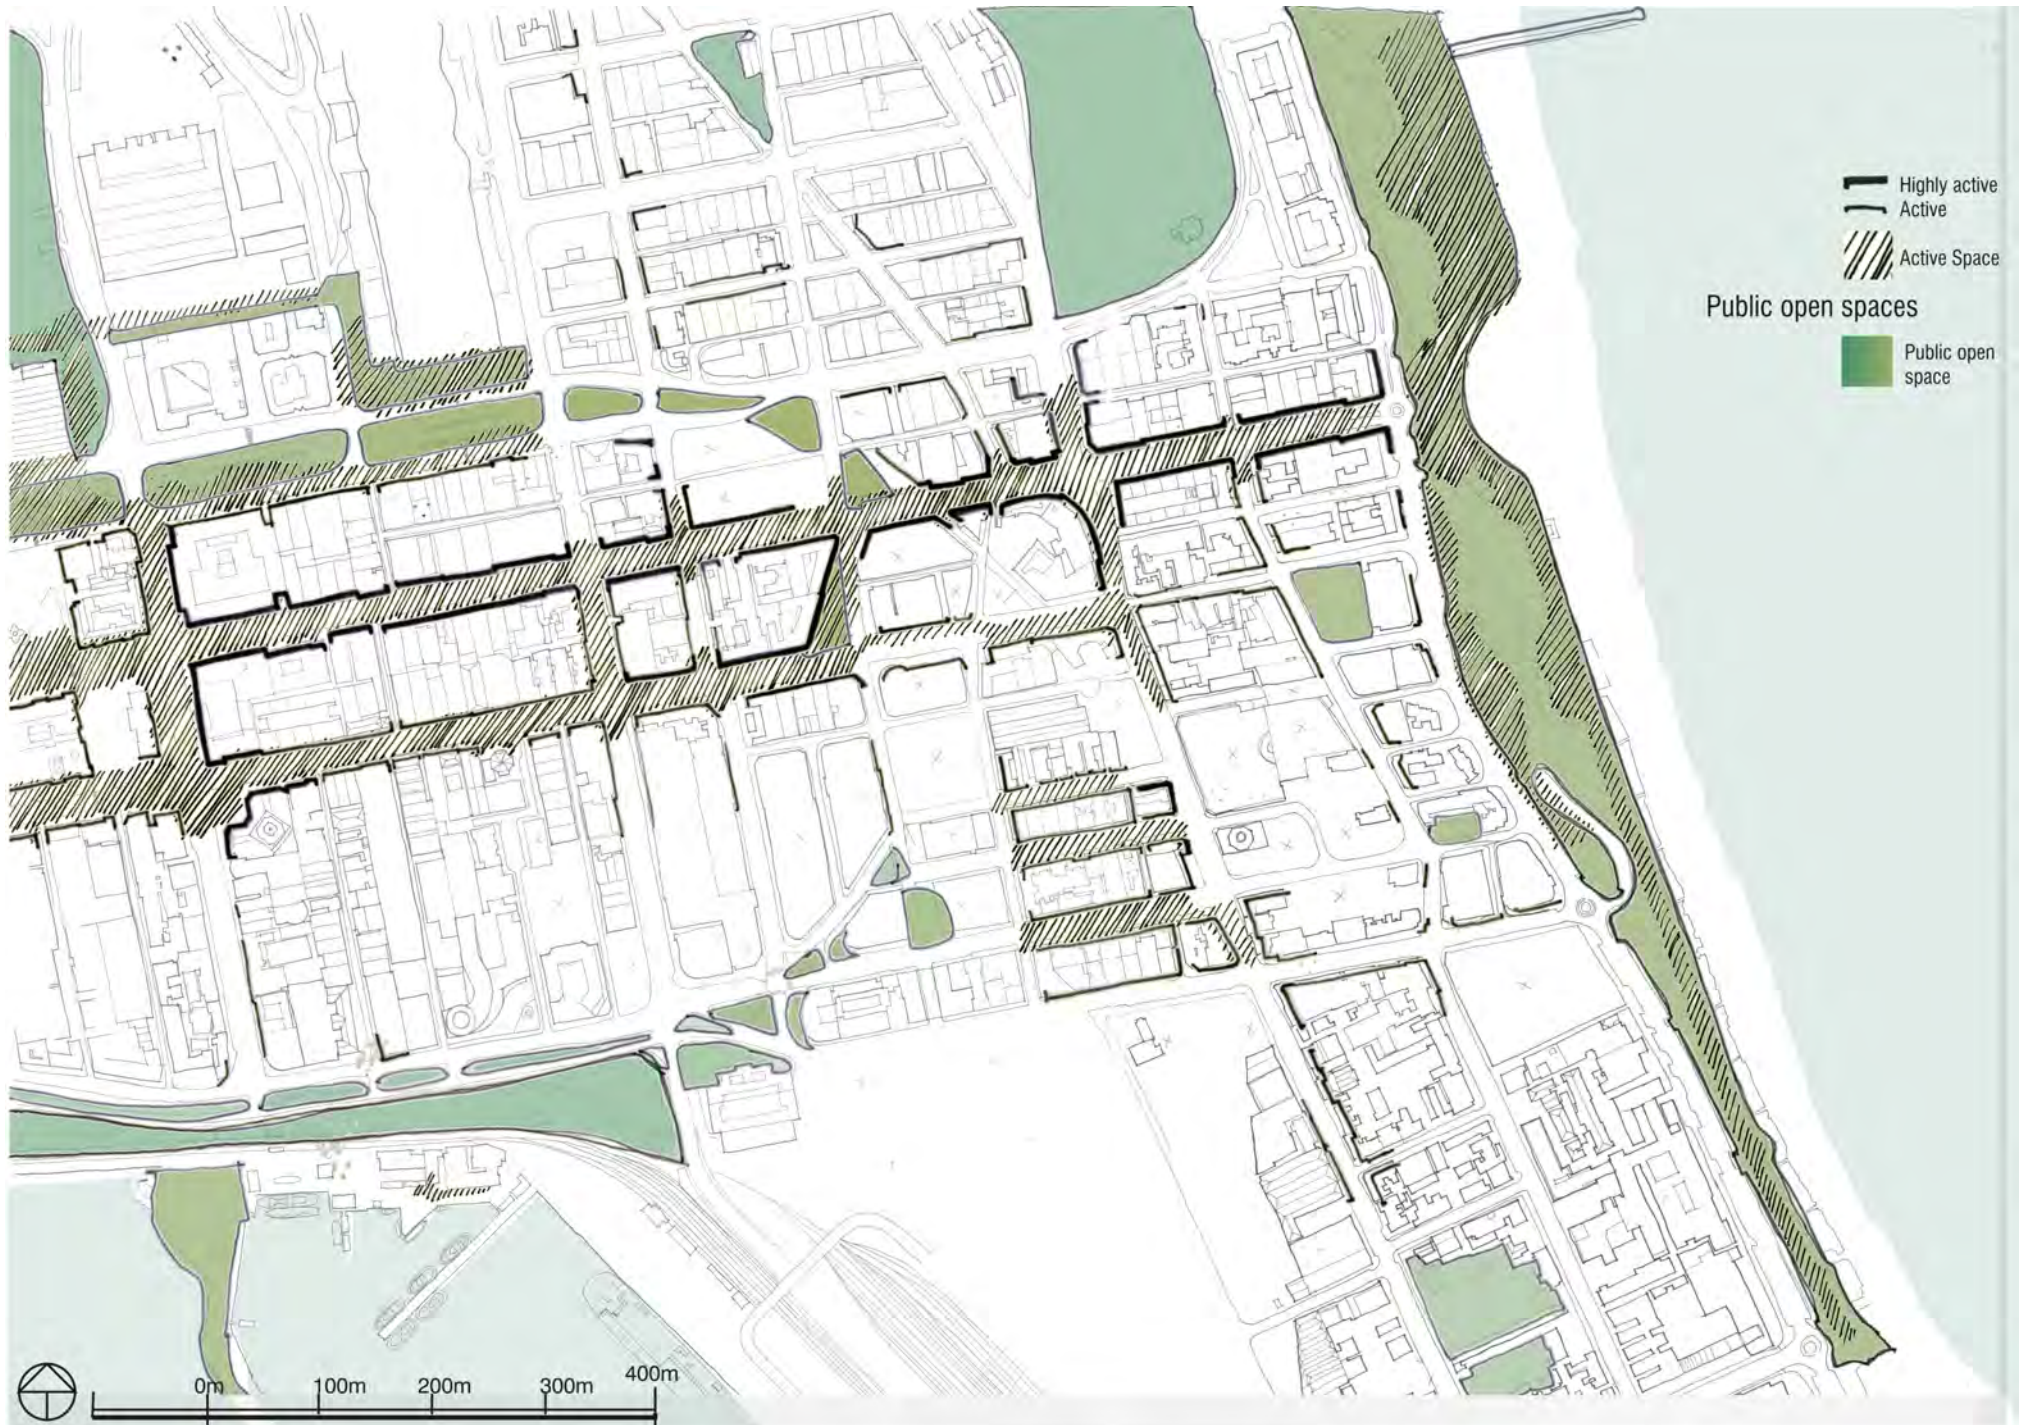 Highly active
Active
Active Space
Public open spaces
Public open
space
0m 100m 200m 300m 400m